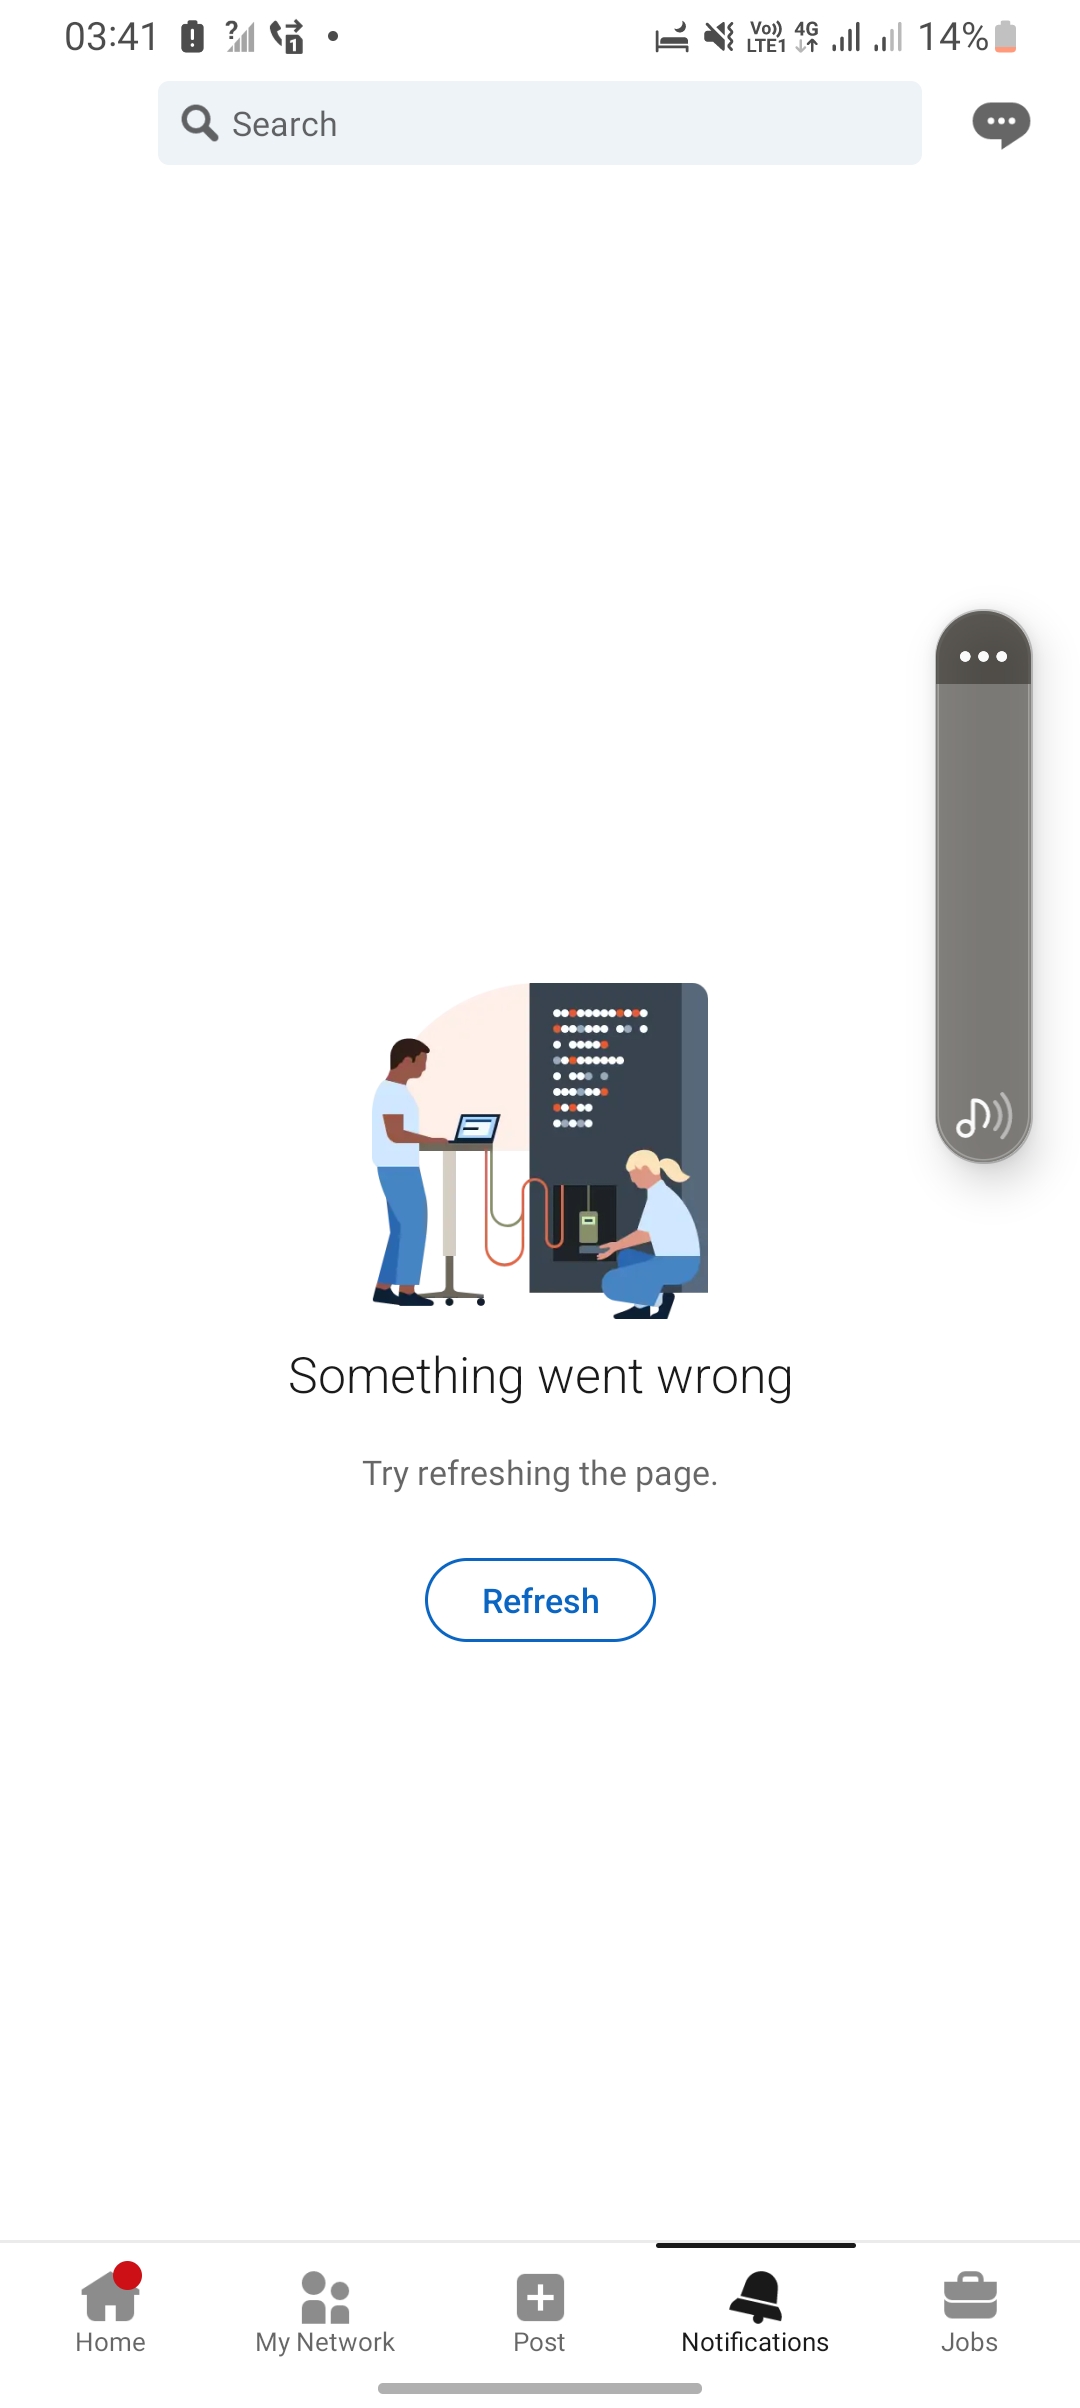 03:41
Vo)) 4G
LTE1
1
14%
Search
Something went wrong
Try refreshing the page.
Refresh
Home
My Network
Post
Notifications
Jobs